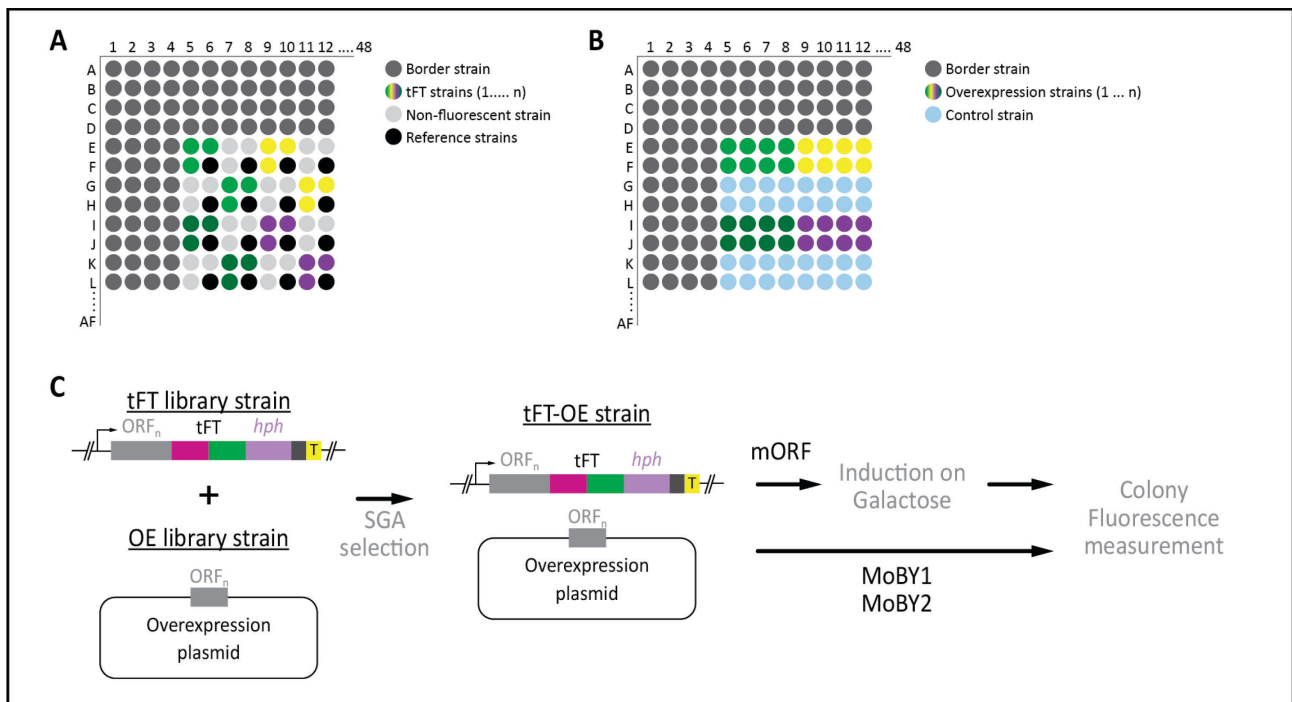 A
1 2 3 4 5 6 7 8 9 10 11 12 .... 48
A
B
C
D
E
F
G
H
I
J
K
L
......
AF
Border strain
tFT strains (1..... n)
Non-fluorescent strain
Reference strains
B
1 2 3 4 5 6 7 8 9 10 11 12 .... 48
A
B
C
D
E
F
G
H
I
J
K
L
......
AF
Border strain
Overexpression strains (1 ... n)
Control strain
C
tFT library strain
ORFn tFT hph
T
+
OE library strain
ORFn
Overexpression
plasmid
SGA
selection
tFT-OE strain
ORFn tFT hph
T
ORFn
Overexpression
plasmid
mORF
Induction on
Galactose
MoBY1
MoBY2
Colony
Fluorescence
measurement